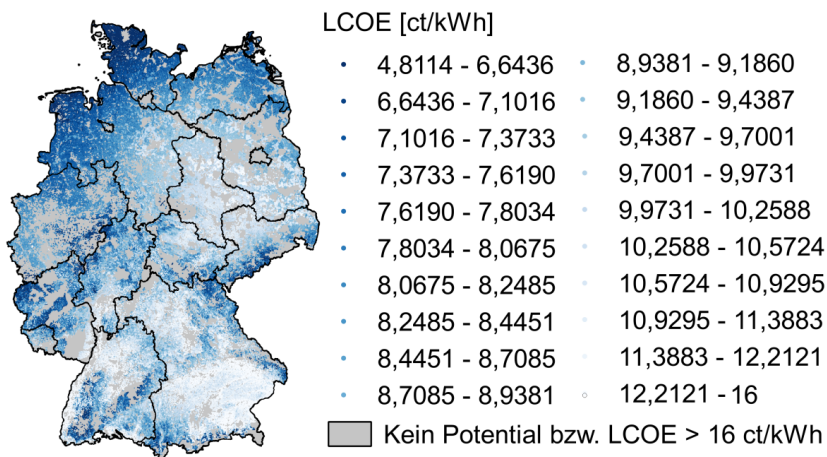 LCOE [ct/kWh]
4,8114 - 6,6436
6,6436 - 7,1016
7,1016 - 7,3733
7,3733 - 7,6190
7,6190 - 7,8034
7,8034 - 8,0675
8,0675 - 8,2485
8,2485 - 8,4451
8,4451 - 8,7085
8,7085 - 8,9381
8,9381 - 9,1860
9,1860 - 9,4387
9,4387 - 9,7001
9,7001 - 9,9731
9,9731 - 10,2588
10,2588 - 10,5724
10,5724 - 10,9295
10,9295 - 11,3883
11,3883 - 12,2121
12,2121 - 16
Kein Potential bzw. LCOE > 16 ct/kWh